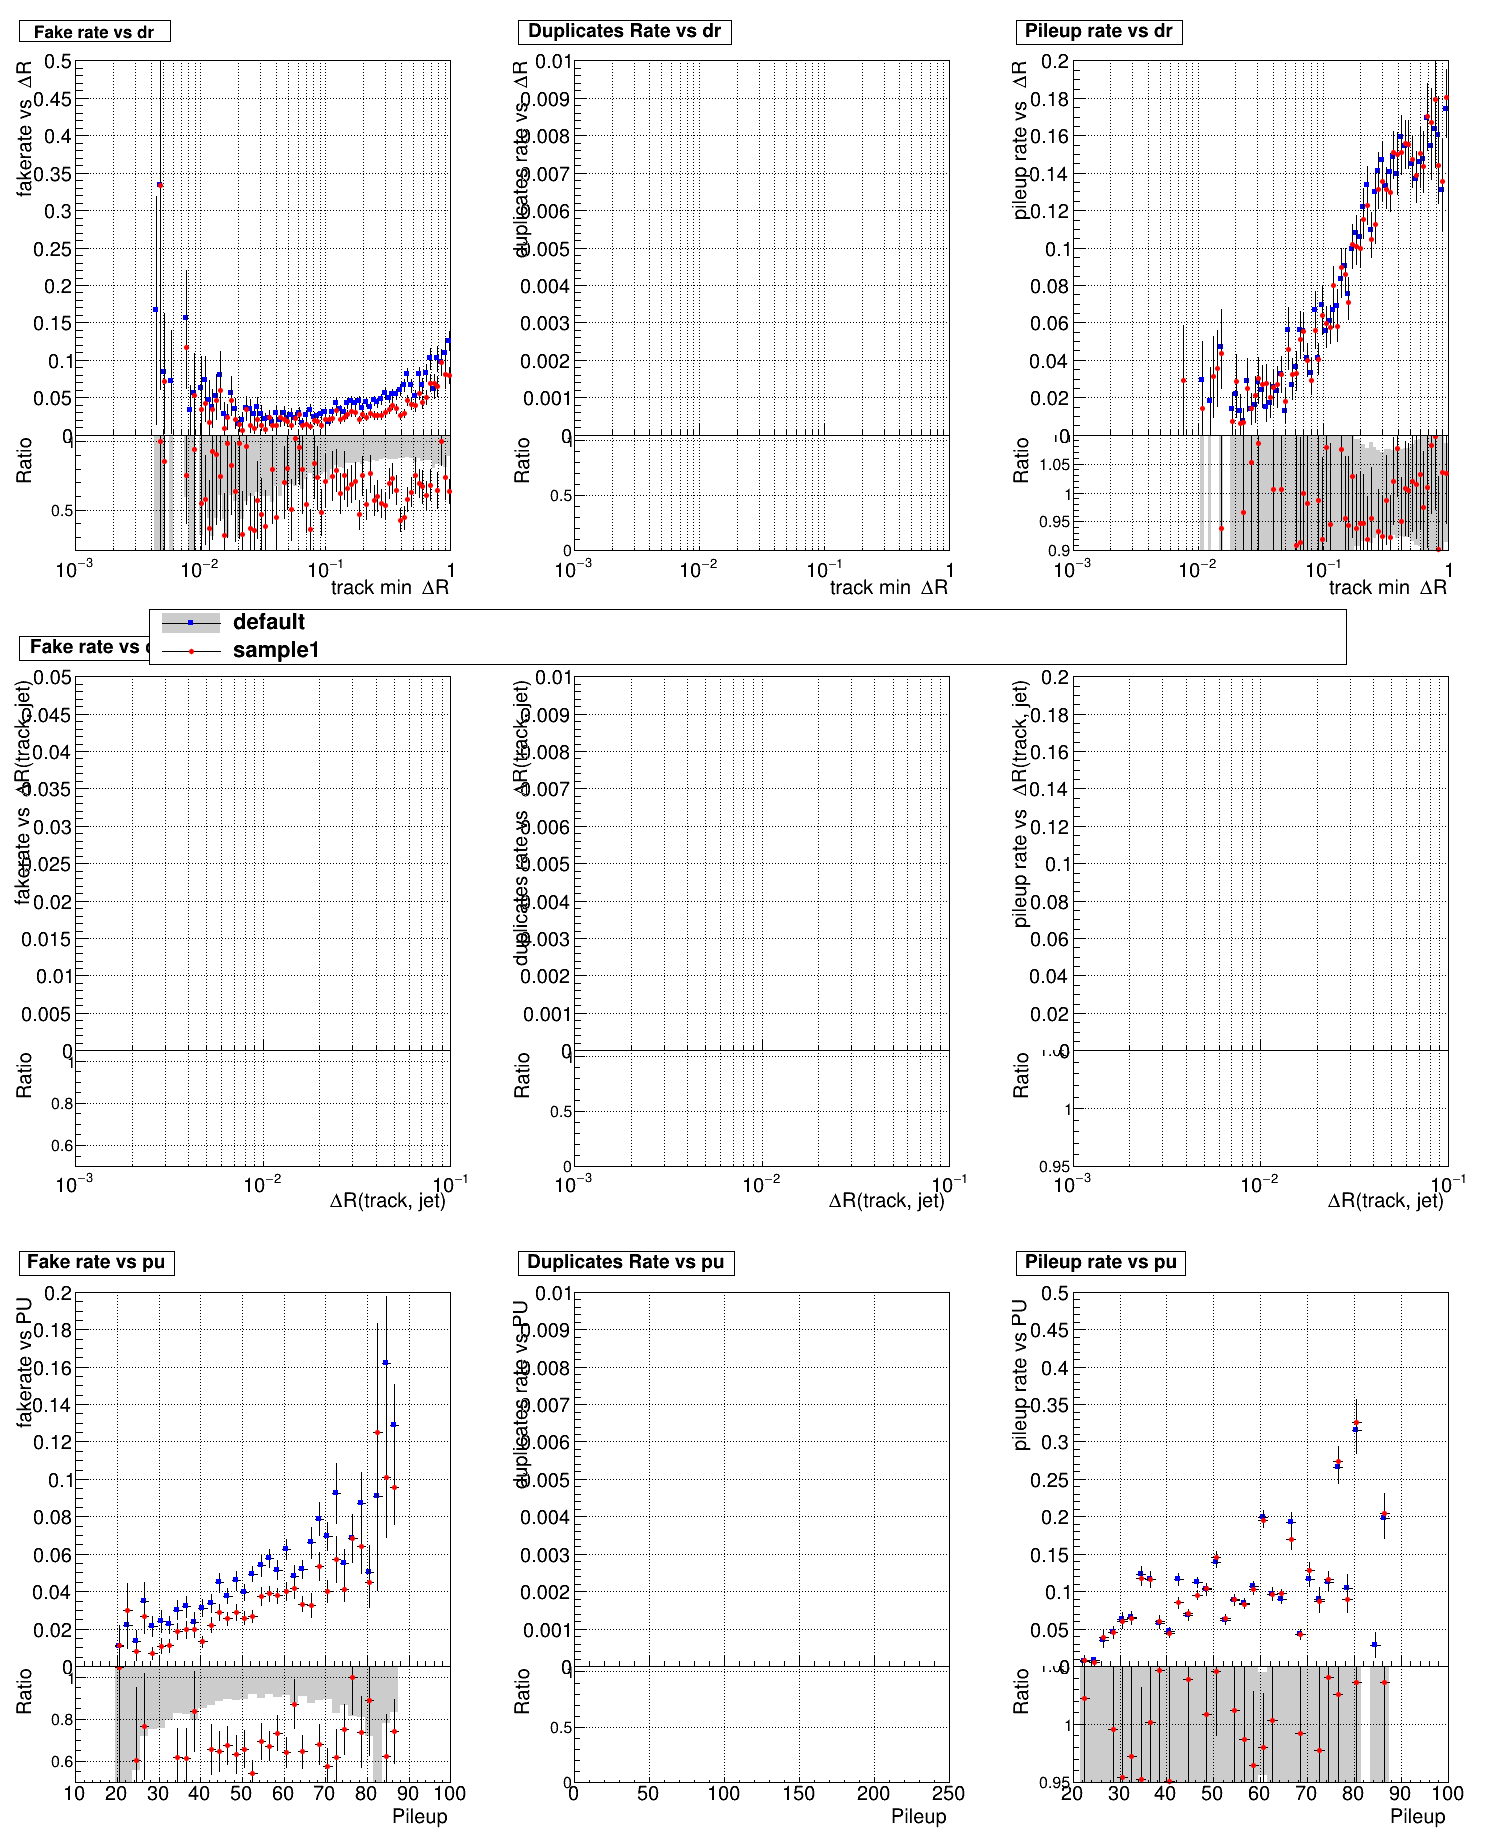 Fake rate vs dr
Duplicates Rate vs dr
Pileup rate vs dr
fakerate vs ΔR
0.5
0.45
0.4
0.35
0.3
0.25
0.2
0.15
0.1
0.05
0
Ratio
0.5
10⁻³ 10⁻² 10⁻¹ 1
track min ΔR
duplicates rate vs ΔR
0.01
0.009
0.008
0.007
0.006
0.005
0.004
0.003
0.002
0.001
Ratio
0.5
0
10⁻³ 10⁻² 10⁻¹ 1
track min ΔR
pileup rate vs ΔR
0.2
0.18
0.16
0.14
0.12
0.1
0.08
0.06
0.04
0.02
Ratio
1.05
1
0.95
0.9
10⁻³ 10⁻² 10⁻¹ 1
track min ΔR
default
sample1
Fake rate vs
fakerate vs ΔR(track, jet)
0.05
0.045
0.04
0.035
0.03
0.025
0.02
0.015
0.01
0.005
0
Ratio
1
0.8
0.6
10⁻³ 10⁻² 10⁻¹
ΔR(track, jet)
duplicates rate vs ΔR(track, jet)
0.01
0.009
0.008
0.007
0.006
0.005
0.004
0.003
0.002
0.001
0
Ratio
0.5
0
10⁻³ 10⁻² 10⁻¹
ΔR(track, jet)
pileup rate vs ΔR(track, jet)
0.2
0.18
0.16
0.14
0.12
0.1
0.08
0.06
0.04
0.02
0
Ratio
1
0.95
10⁻³ 10⁻² 10⁻¹
ΔR(track, jet)
Fake rate vs pu
Duplicates Rate vs pu
Pileup rate vs pu
fakerate vs PU
0.2
0.18
0.16
0.14
0.12
0.1
0.08
0.06
0.04
0.02
0
Ratio
1
0.8
0.6
10 20 30 40 50 60 70 80 90 100
Pileup
duplicates rate vs PU
0.01
0.009
0.008
0.007
0.006
0.005
0.004
0.003
0.002
0.001
0
Ratio
0.5
0
0 50 100 150 200 250
Pileup
pileup rate vs PU
0.5
0.45
0.4
0.35
0.3
0.25
0.2
0.15
0.1
0.05
0
Ratio
1
0.95
20 30 40 50 60 70 80 90 100
Pileup